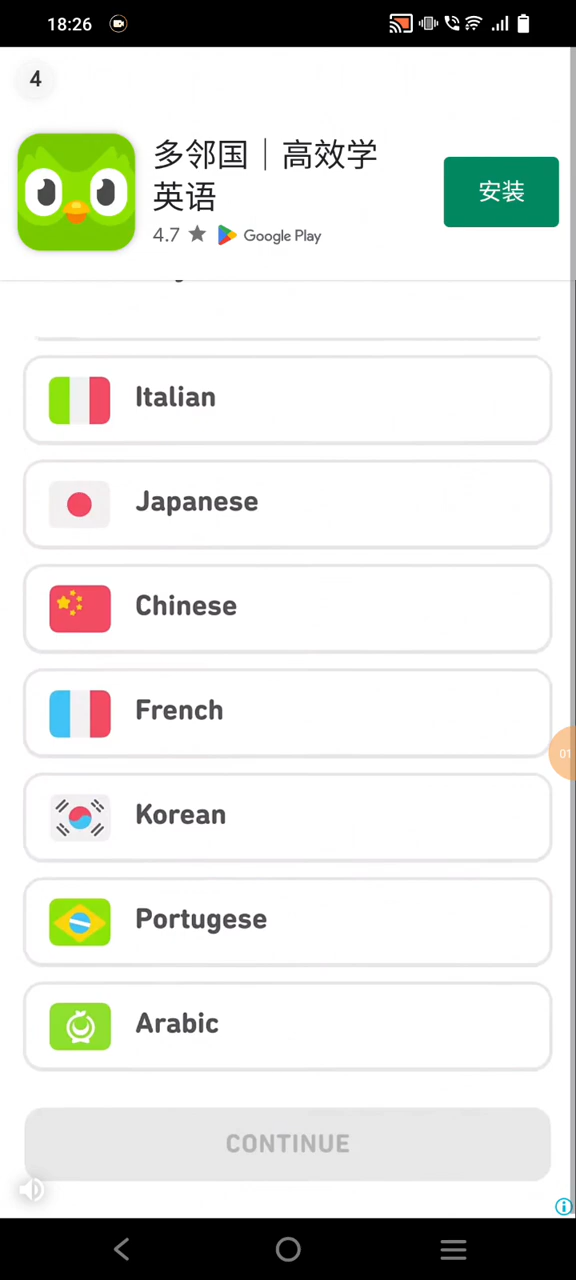 18:26
4
多邻国｜高效学
英语
4.7 ★ Google Play
安装
Italian
Japanese
Chinese
French
01
Korean
Portugese
Arabic
CONTINUE